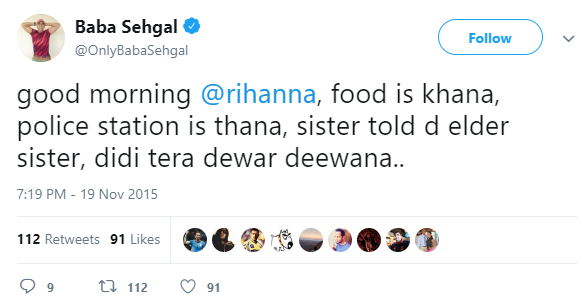 Baba Sehgal
@OnlyBabaSehgal
Follow
good morning @rihanna, food is khana,
police station is thana, sister told d elder
sister, didi tera dewar deewana..
7:19 PM - 19 Nov 2015
112 Retweets 91 Likes
9 112 91